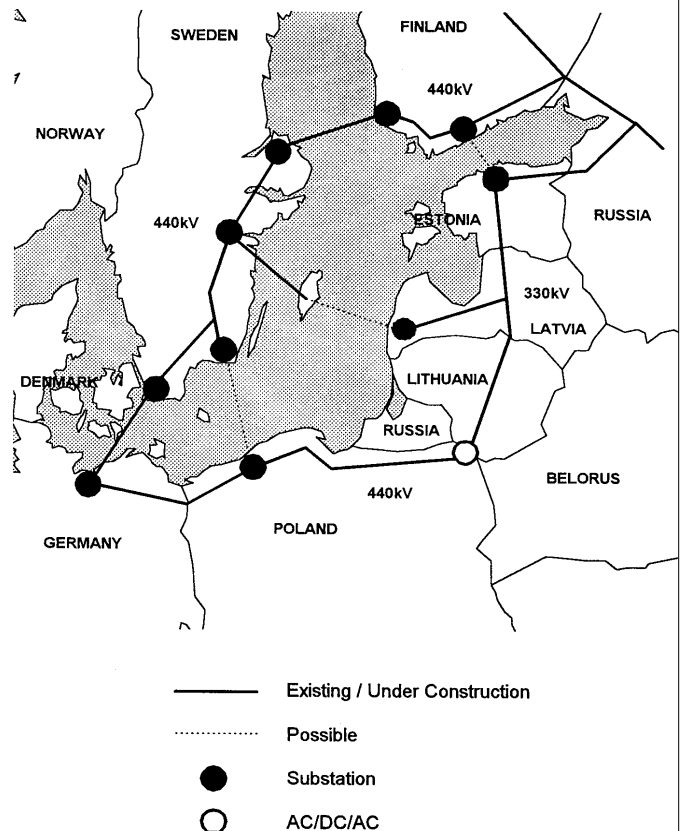 SWEDEN
FINLAND
440kV
NORWAY
440kV
ESTONIA
RUSSIA
330kV
LATVIA
DENMARK
LITHUANIA
RUSSIA
BELORUS
440kV
GERMANY
POLAND
Existing / Under Construction
Possible
Substation
AC/DC/AC